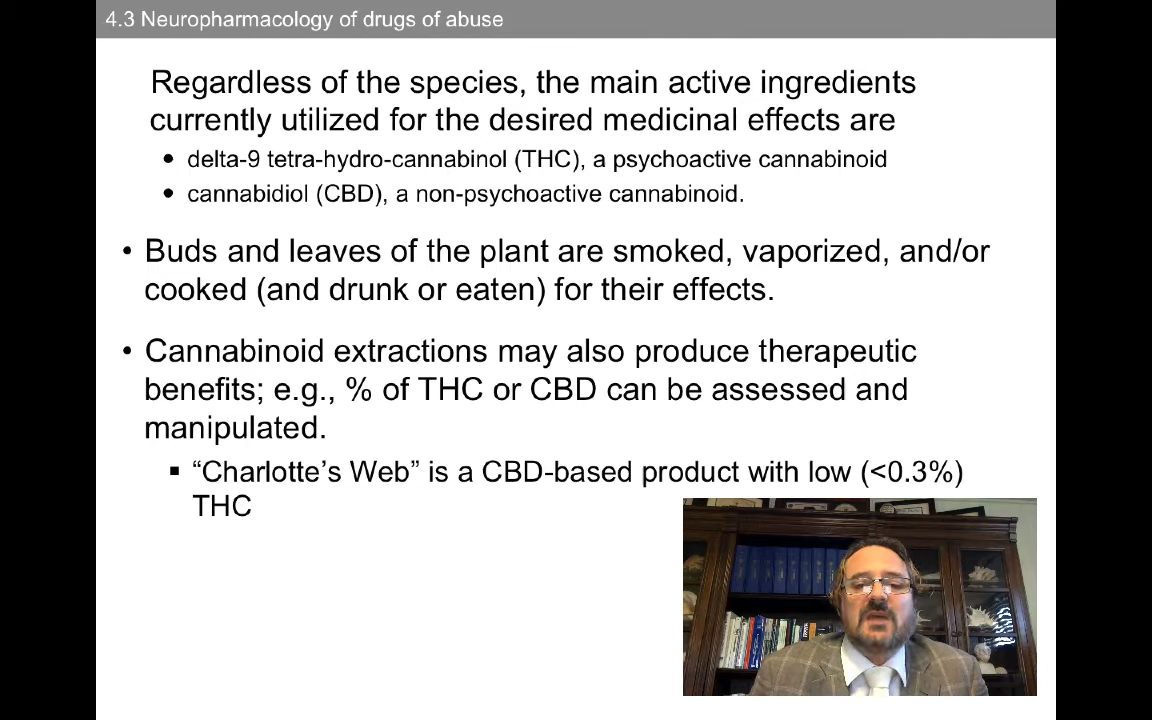 4.3 Neuropharmacology of drugs of abuse
Regardless of the species, the main active ingredients
currently utilized for the desired medicinal effects are
• delta-9 tetra-hydro-cannabinol (THC), a psychoactive cannabinoid
• cannabidiol (CBD), a non-psychoactive cannabinoid.
• Buds and leaves of the plant are smoked, vaporized, and/or
cooked (and drunk or eaten) for their effects.
• Cannabinoid extractions may also produce therapeutic
benefits; e.g., % of THC or CBD can be assessed and
manipulated.
▪ “Charlotte’s Web” is a CBD-based product with low (<0.3%)
THC